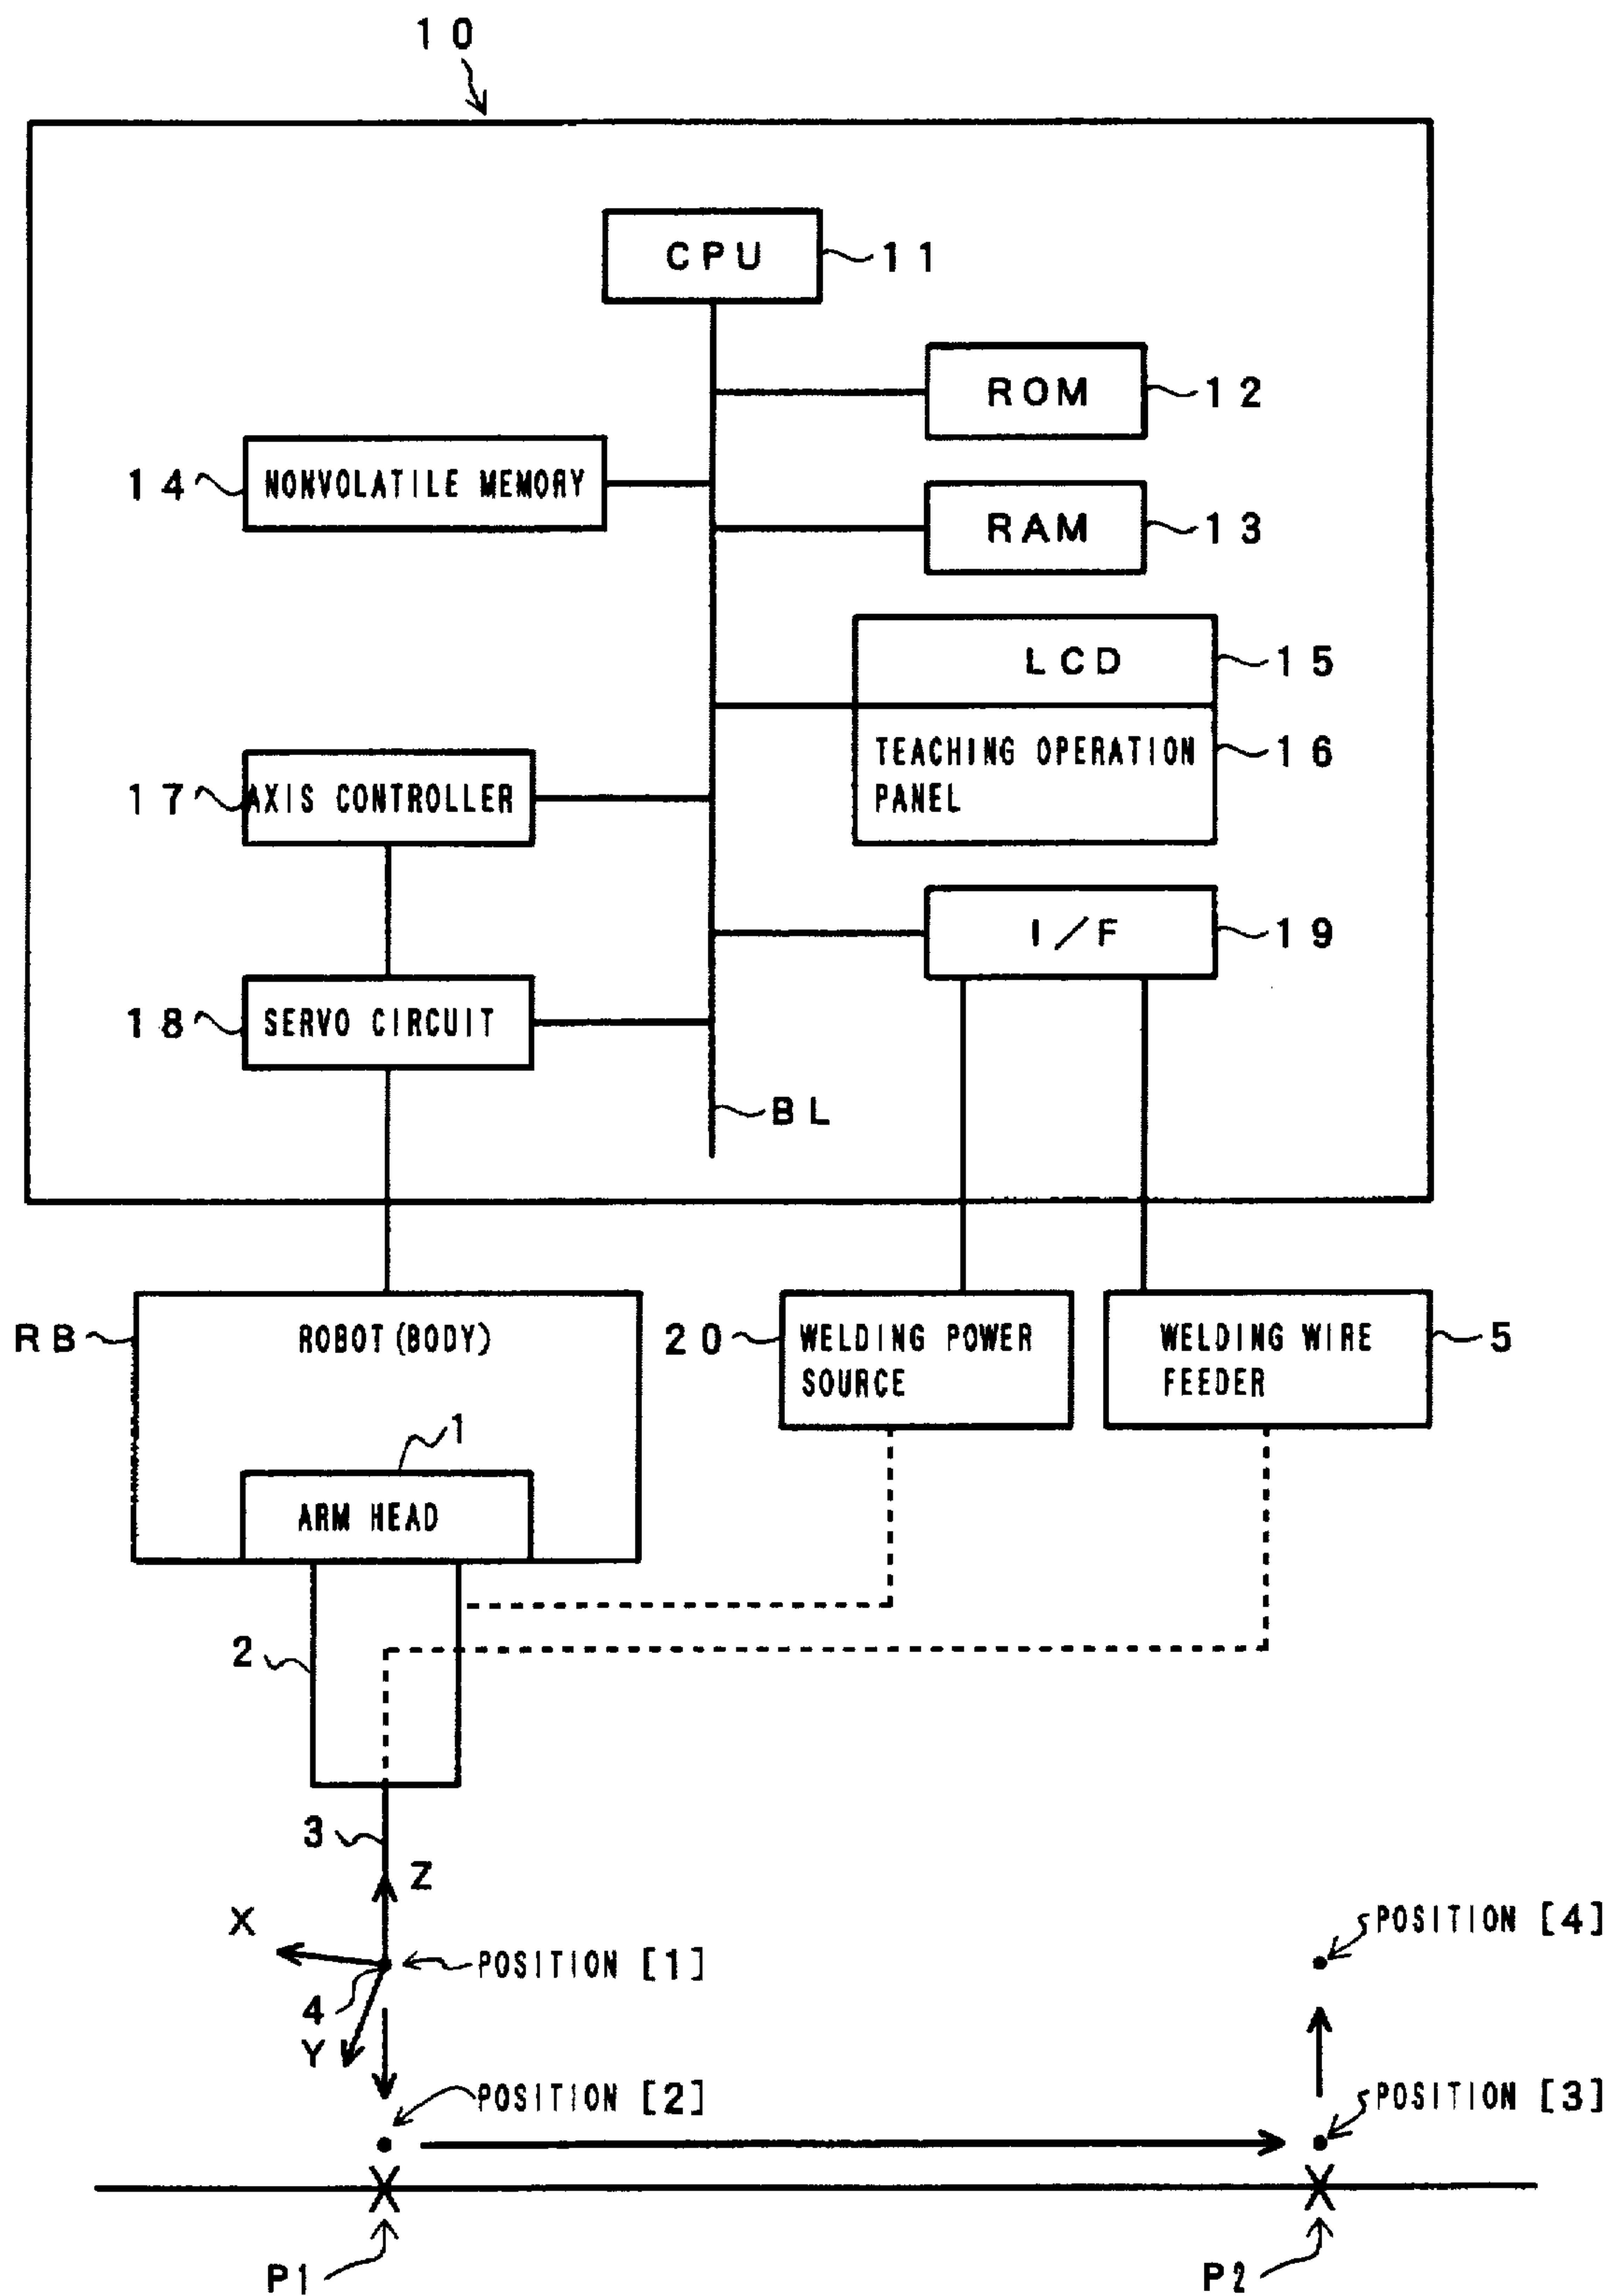 10
CPU
11
ROM
12
14
NONVOLATILE MEMORY
RAM
13
LCD
15
TEACHING OPERATION
PANEL
16
17
AXIS CONTROLLER
I/F
19
18
SERVO CIRCUIT
BL
RB
ROBOT(BODY)
20
WELDING POWER
SOURCE
WELDING WIRE
FEEDER
5
1
ARM HEAD
2
3
Z
X
POSITION [1]
POSITION [4]
4
Y
POSITION [2]
POSITION [3]
P1
P2